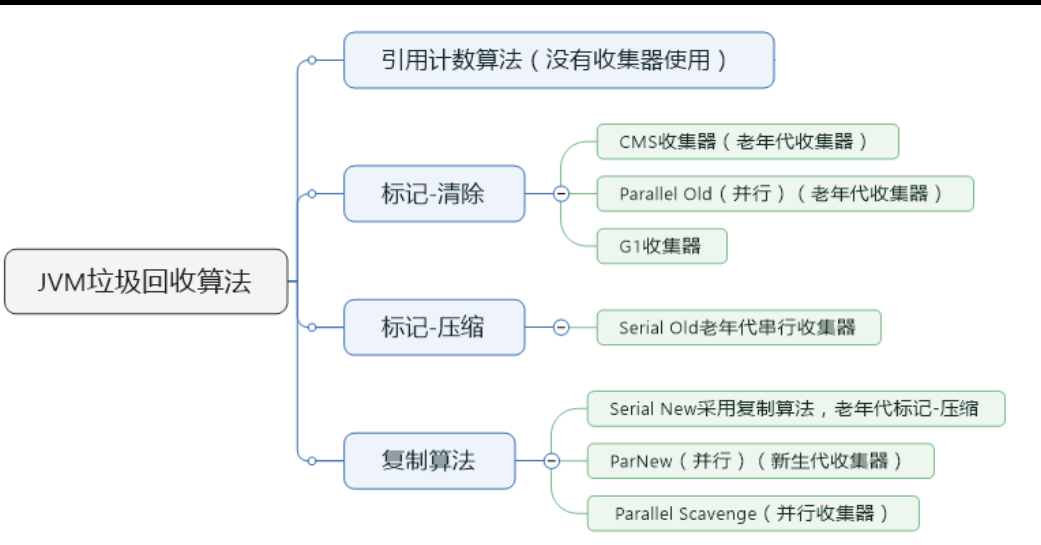 引用计数算法（没有收集器使用）
CMS收集器（老年代收集器）
标记-清除
Parallel Old（并行）（老年代收集器）
G1收集器
JVM垃圾回收算法
标记-压缩
Serial Old老年代串行收集器
Serial New采用复制算法，老年代标记-压缩
复制算法
ParNew（并行）（新生代收集器）
Parallel Scavenge（并行收集器）